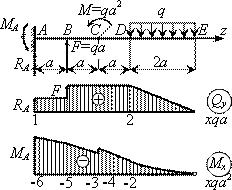 M=qa²
q
M_A
A B C D E z
F=qa
R_A
a a a 2a
F
R_A
Q_y
1 2
xqa
M_A
M_x
-6 -5 -3 -4 -2
xqa²